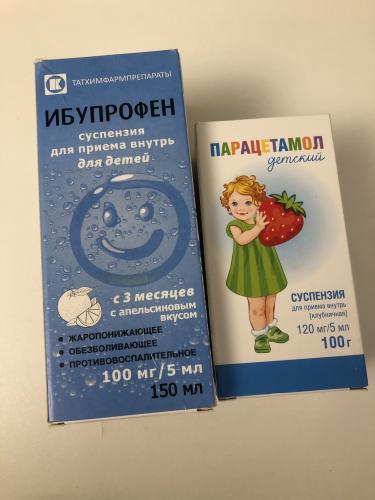 ТАТХИМФАРМПРЕПАРАТЫ
ИБУПРОФЕН
суспензия
для приема внутрь
для детей
с 3 месяцев
с апельсиновым
вкусом
• ЖАРОПОНИЖАЮЩЕЕ
• ОБЕЗБОЛИВАЮЩЕЕ
• ПРОТИВОВОСПАЛИТЕЛЬНОЕ
100 мг/5 мл
150 мл
ПАРАЦЕТАМОЛ
детский
СУСПЕНЗИЯ
для приема внутрь
[клубничная]
120 мг/5 мл
100 г